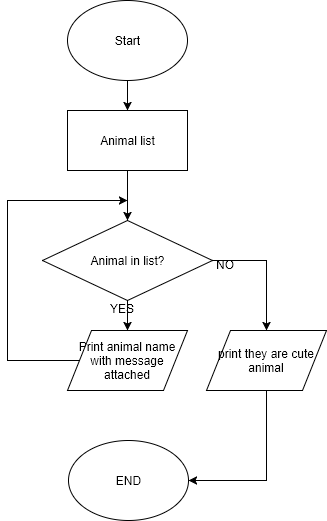 Start
Animal list
Animal in list?
NO
YES
Print animal name
with message
attached
print they are cute
animal
END